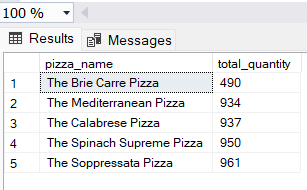 100 %
Results Messages
pizza_name total_quantity
1 The Brie Carre Pizza 490
2 The Mediterranean Pizza 934
3 The Calabrese Pizza 937
4 The Spinach Supreme Pizza 950
5 The Soppressata Pizza 961